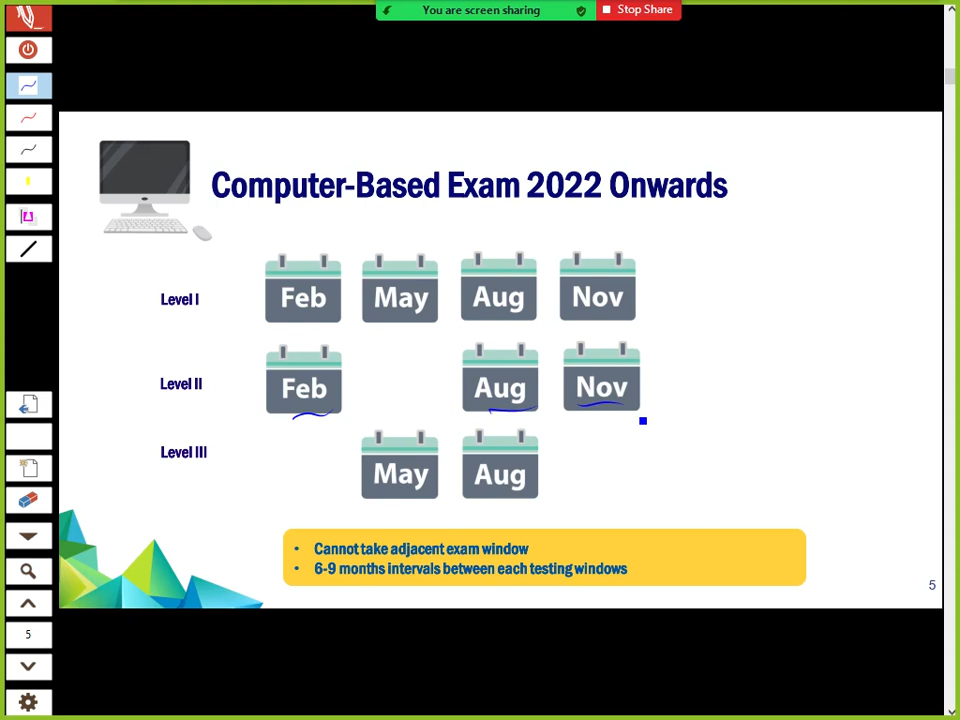 You are screen sharing
Stop Share
Computer-Based Exam 2022 Onwards
Level I
Feb
May
Aug
Nov
Level II
Feb
Aug
Nov
Level III
May
Aug
• Cannot take adjacent exam window
• 6-9 months intervals between each testing windows
5
5